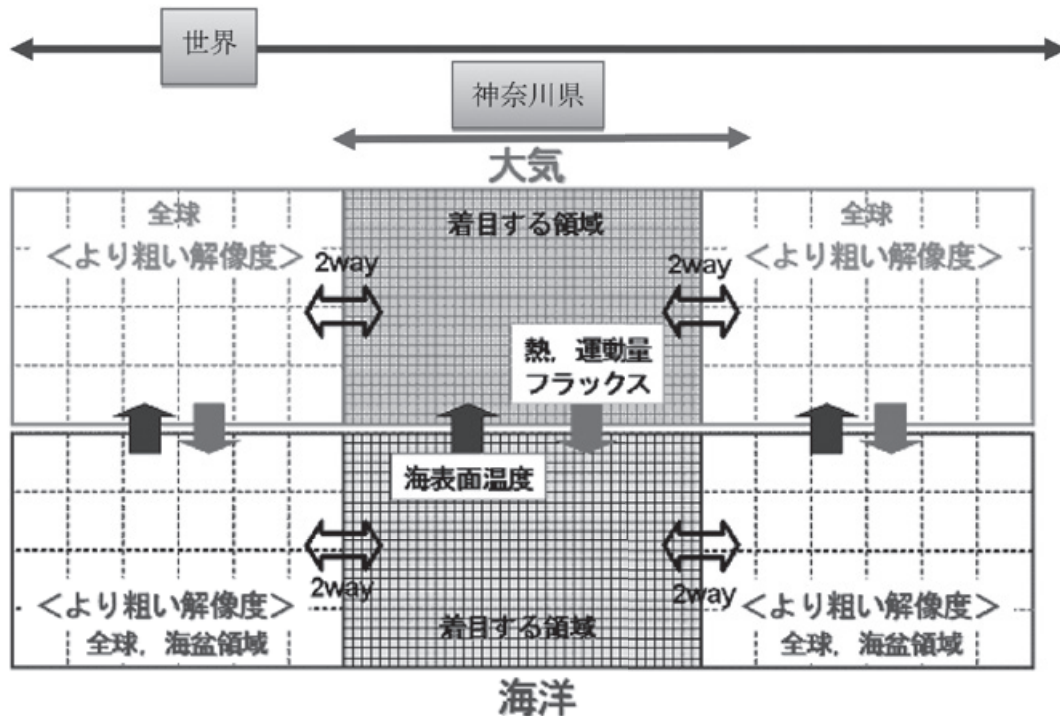 世界
神奈川県
大気
全球
<より粗い解像度>
2way
着目する領域
2way
全球
<より粗い解像度>
熱，運動量
フラックス
海表面温度
2way
<より粗い解像度>
全球，海盆領域
着目する領域
2way
<より粗い解像度>
全球，海盆領域
海洋